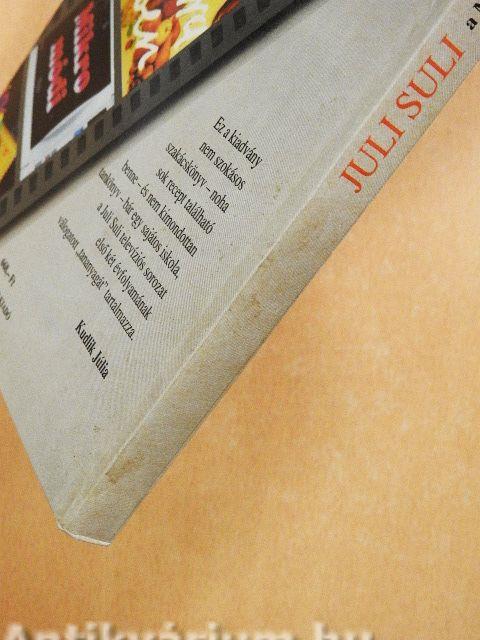 JULI SULI
a
Ez a kiadvány
nem szokásos
szakácskönyv – noha
sok recept található
benne – és nem kimondottan
tankönyv – bár egy sajátos iskola,
a Juli Suli televíziós sorozat
első két évfolyamának
válogatott „tananyagát” tartalmazza.
Kudlik Júlia
Antikvárium.hu